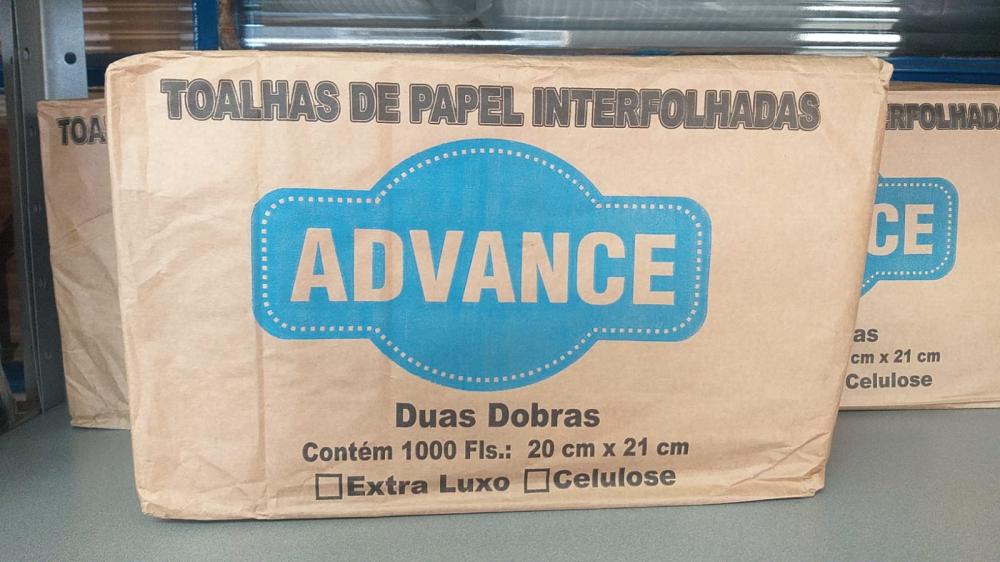 TOALHAS DE PAPEL INTERFOLHADAS
ADVANCE
Duas Dobras
Contém 1000 Fls.: 20 cm x 21 cm
Extra Luxo Celulose
TOA
ERFOLHADA
CE
as
cm x 21 cm
Celulose